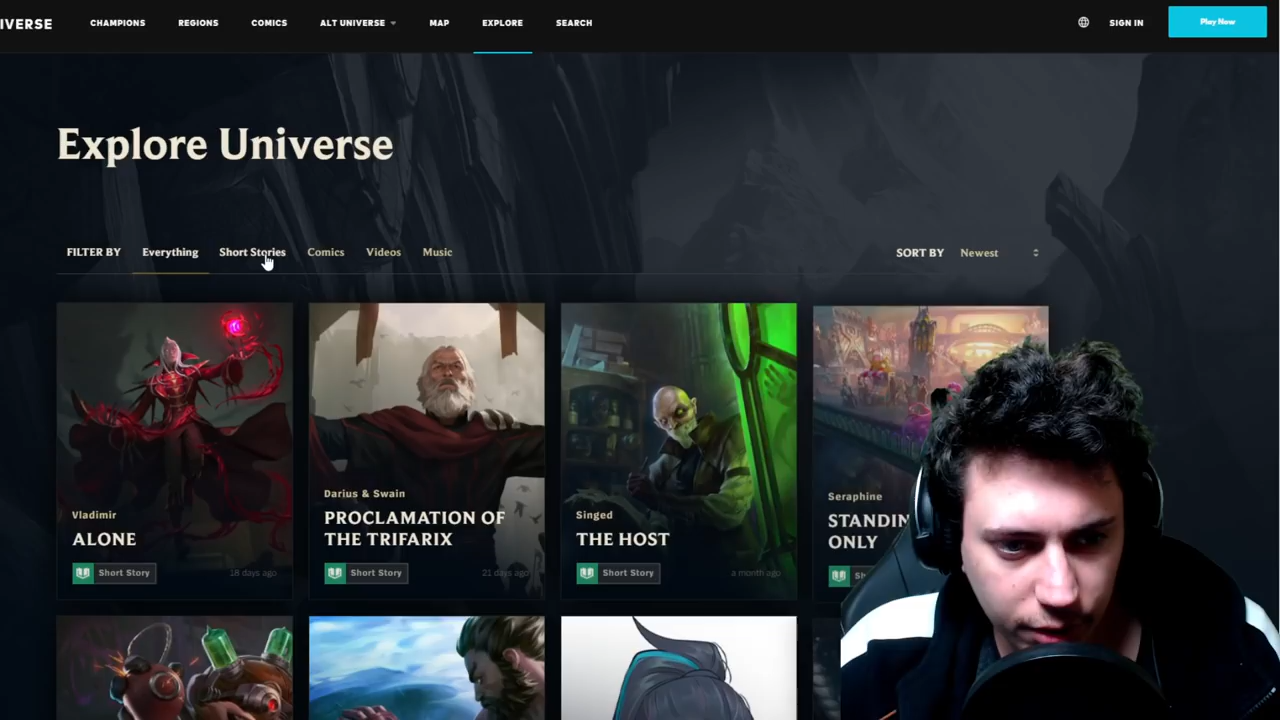 IVERSE CHAMPIONS REGIONS COMICS ALT UNIVERSE MAP EXPLORE SEARCH SIGN IN Play Now
Explore Universe
FILTER BY Everything Short Stories Comics Videos Music SORT BY Newest
Vladimir
ALONE
Short Story 18 days ago
Darius & Swain
PROCLAMATION OF
THE TRIFARIX
Short Story 21 days ago
Singed
THE HOST
Short Story a month ago
Seraphine
STANDIN
ONLY
Sh